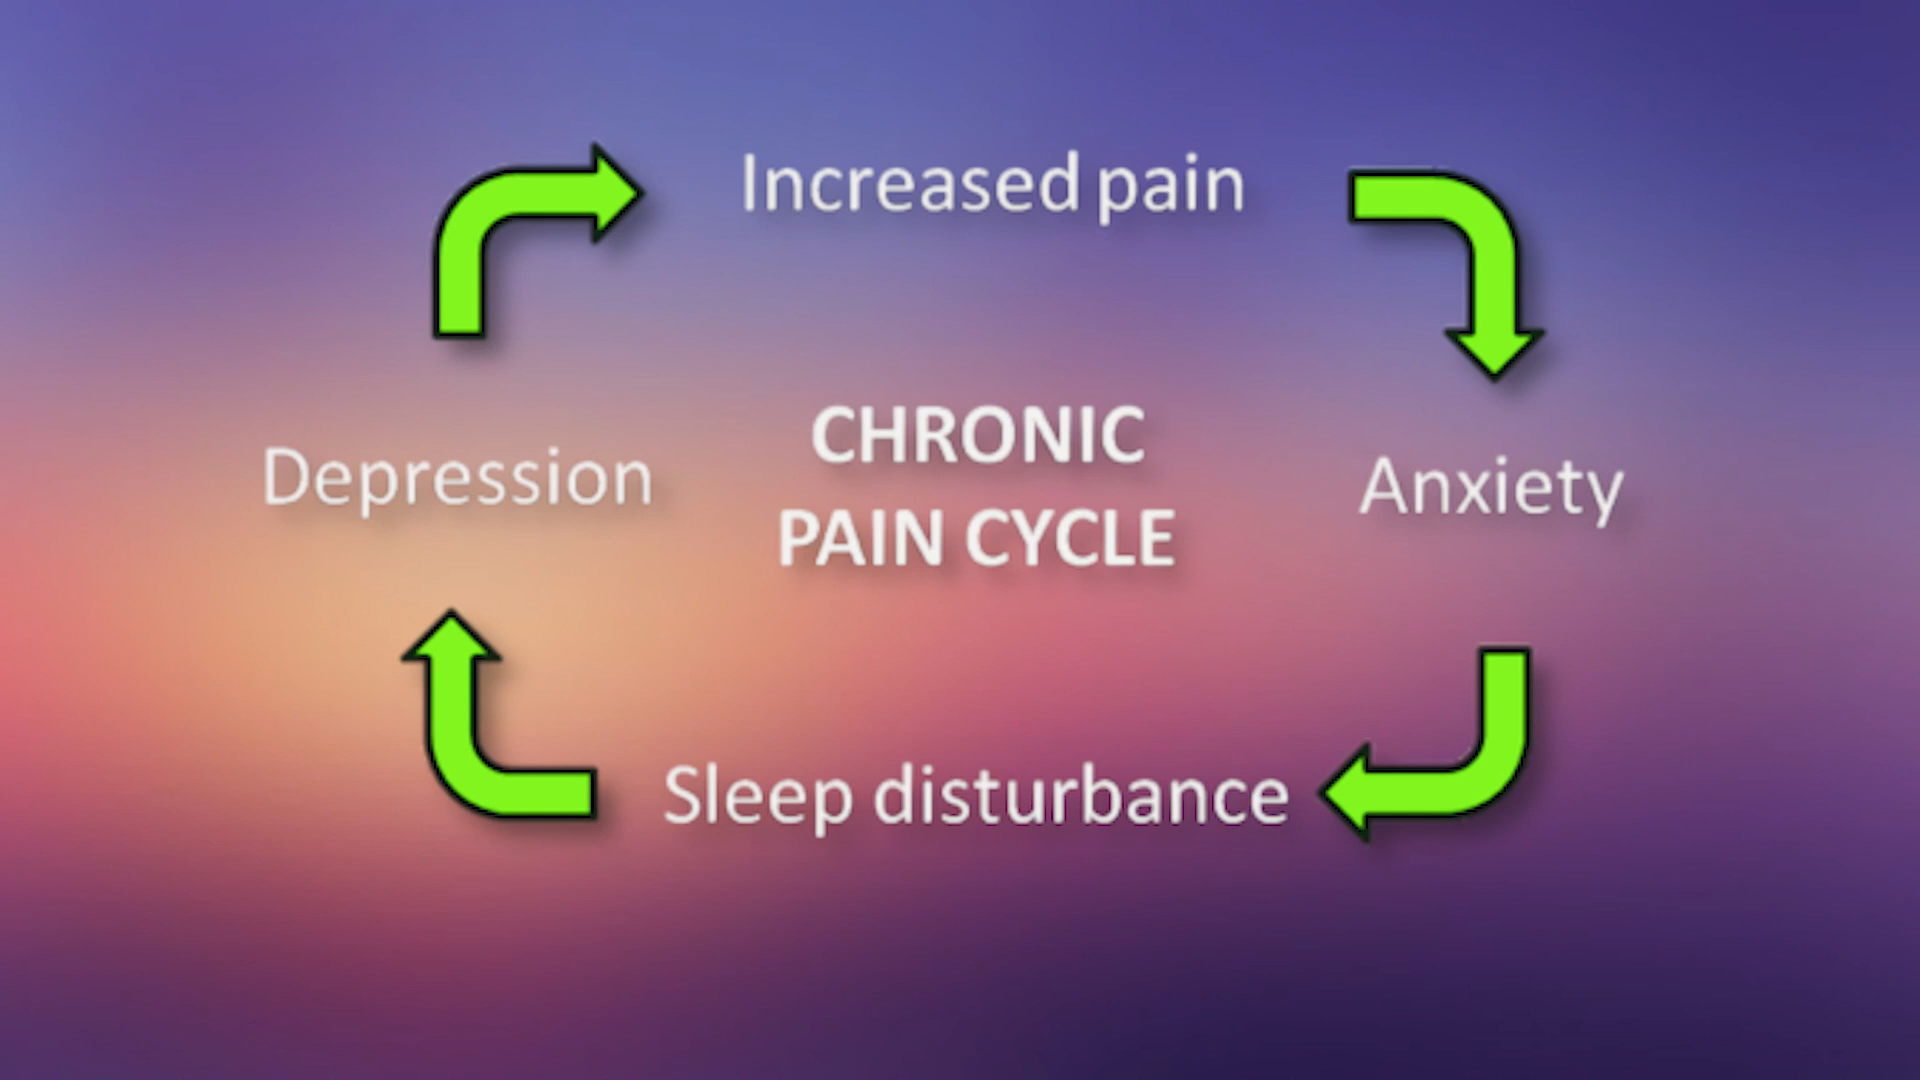 Increased pain
CHRONIC
PAIN CYCLE
Depression
Anxiety
Sleep disturbance